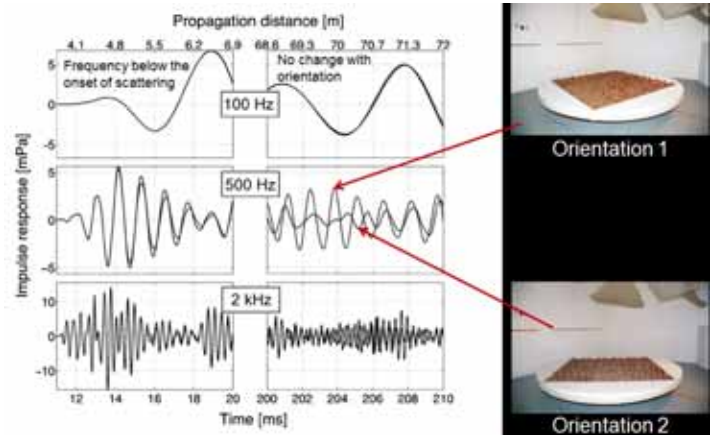 Propagation distance [m]
4.1 4.8 5.5 6.2 6.9 68.6 69.3 70 70.7 71.3 72
Frequency below the
onset of scattering
No change with
orientation
5
0
-5
100 Hz
Orientation 1
Impulse response [mPa]
5
0
-5
500 Hz
10
0
-10
2 kHz
12 14 16 18 20 200 202 204 206 208 210
Time [ms]
Orientation 2